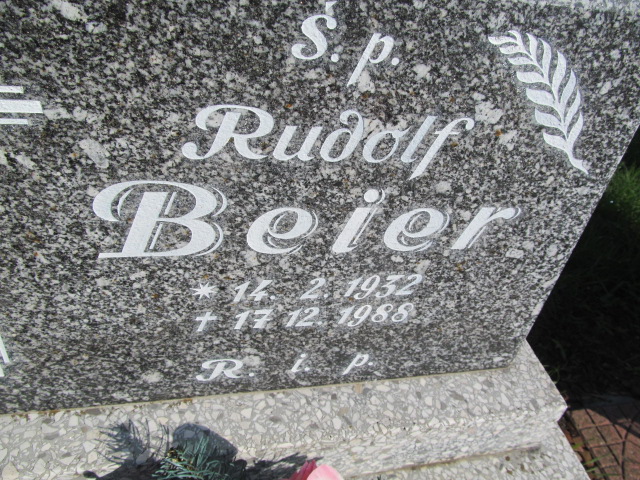 Ś. p.
Rudolf
Beier
* 14. 2. 1932
+ 17. 12. 1988
R. i. p.